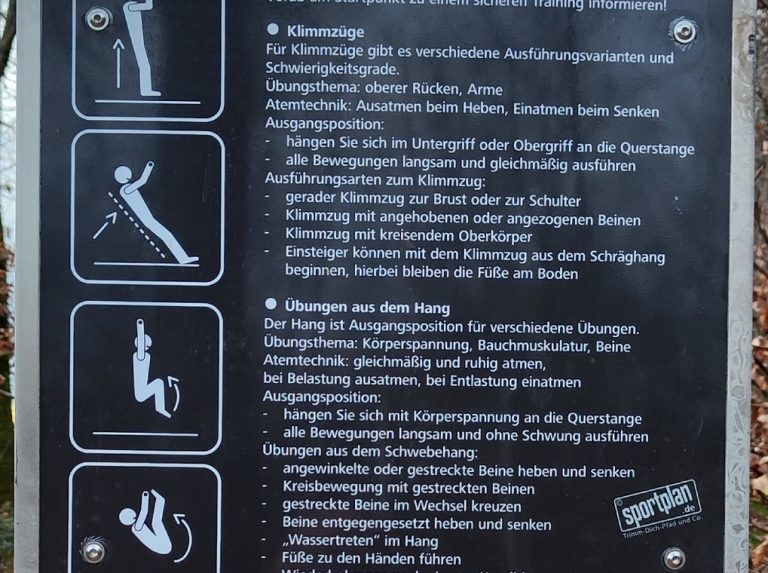 Vorab am Startpunkt zu einem sicheren Training informieren!
Klimmzüge
Für Klimmzüge gibt es verschiedene Ausführungsvarianten und
Schwierigkeitsgrade.
Übungsthema: oberer Rücken, Arme
Atemtechnik: Ausatmen beim Heben, Einatmen beim Senken
Ausgangsposition:
- hängen Sie sich im Untergriff oder Obergriff an die Querstange
- alle Bewegungen langsam und gleichmäßig ausführen
Ausführungsarten zum Klimmzug:
- gerader Klimmzug zur Brust oder zur Schulter
- Klimmzug mit angehobenen oder angezogenen Beinen
- Klimmzug mit kreisendem Oberkörper
- Einsteiger können mit dem Klimmzug aus dem Schräghang
beginnen, hierbei bleiben die Füße am Boden
Übungen aus dem Hang
Der Hang ist Ausgangsposition für verschiedene Übungen.
Übungsthema: Körperspannung, Bauchmuskulatur, Beine
Atemtechnik: gleichmäßig und ruhig atmen,
bei Belastung ausatmen, bei Entlastung einatmen
Ausgangsposition:
- hängen Sie sich mit Körperspannung an die Querstange
- alle Bewegungen langsam und ohne Schwung ausführen
Übungen aus dem Schwebehang:
- angewinkelte oder gestreckte Beine heben und senken
- Kreisbewegung mit gestreckten Beinen
- gestreckte Beine im Wechsel kreuzen
- Beine entgegengesetzt heben und senken
- „Wassertreten" im Hang
- Füße zu den Händen führen
© sportplan
.de
Trimm-Dich-Pfad und Co